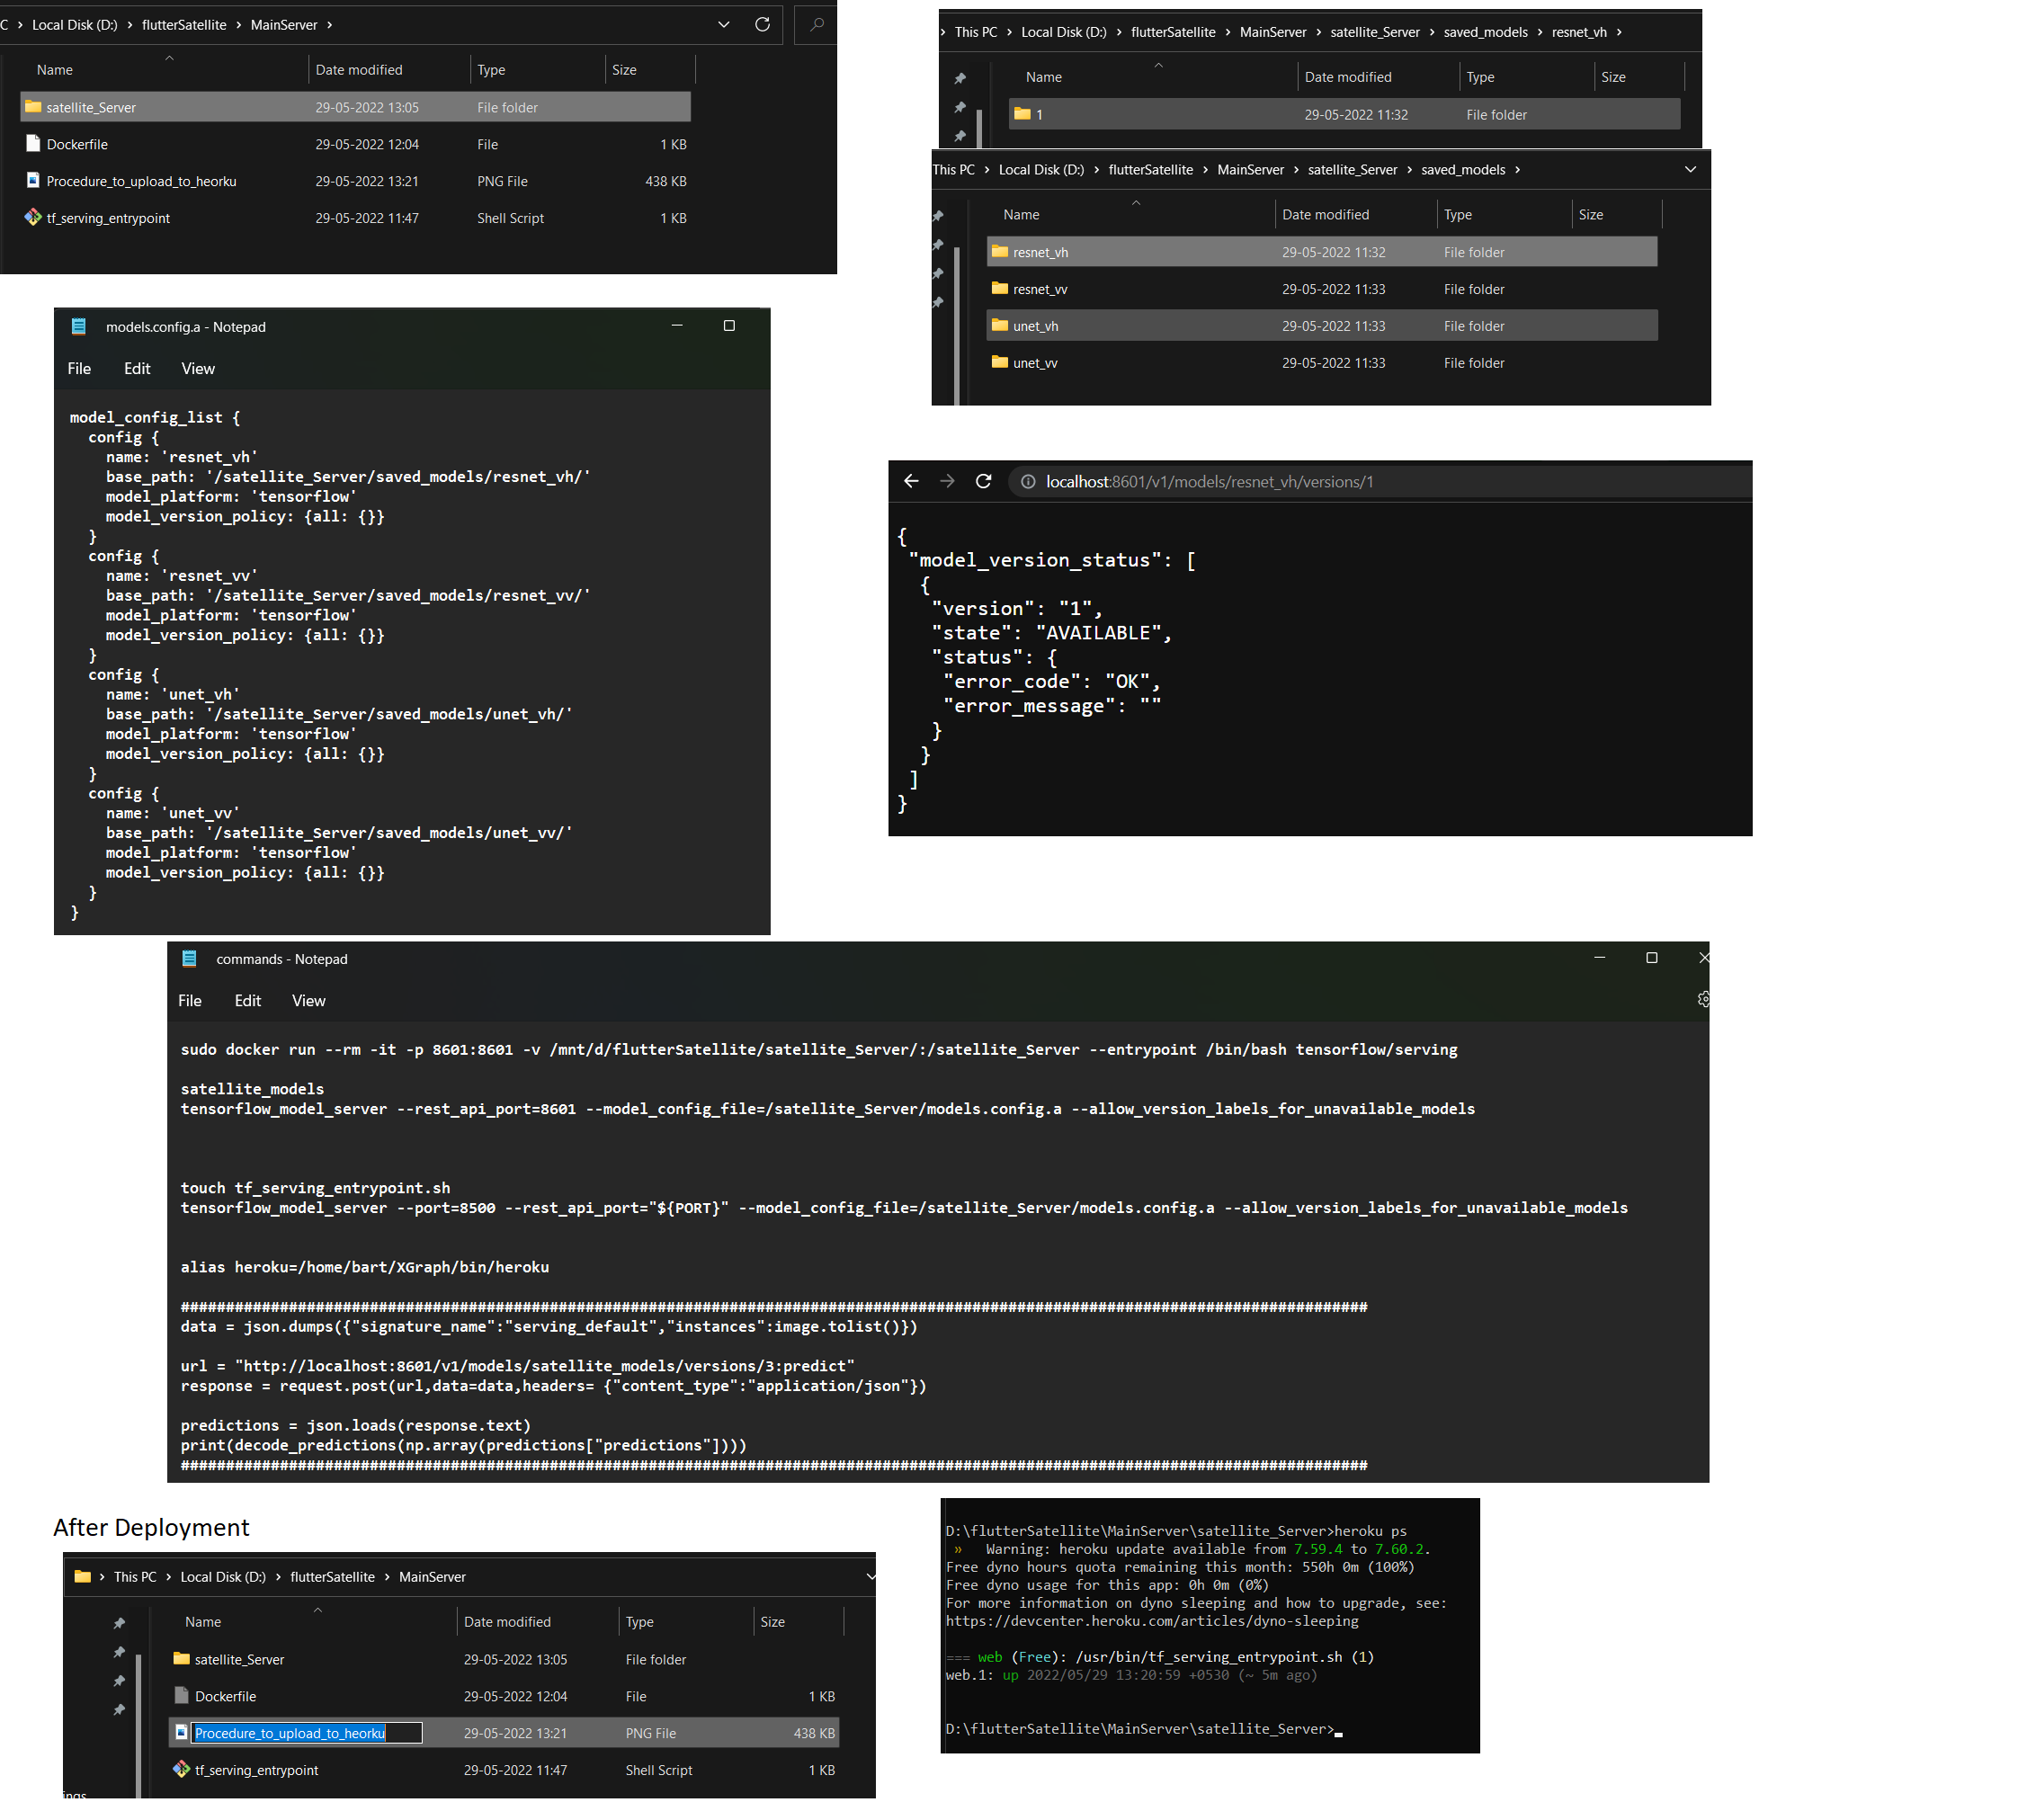 C > Local Disk (D:) > flutterSatellite > MainServer >
Name Date modified Type Size
satellite_Server 29-05-2022 13:05 File folder
Dockerfile 29-05-2022 12:04 File 1 KB
Procedure_to_upload_to_heorku 29-05-2022 13:21 PNG File 438 KB
tf_serving_entrypoint 29-05-2022 11:47 Shell Script 1 KB
> This PC > Local Disk (D:) > flutterSatellite > MainServer > satellite_Server > saved_models > resnet_vh >
Name Date modified Type Size
1 29-05-2022 11:32 File folder
This PC > Local Disk (D:) > flutterSatellite > MainServer > satellite_Server > saved_models >
Name Date modified Type Size
resnet_vh 29-05-2022 11:32 File folder
resnet_vv 29-05-2022 11:33 File folder
unet_vh 29-05-2022 11:33 File folder
unet_vv 29-05-2022 11:33 File folder
models.config.a - Notepad
File Edit View
model_config_list {
config {
name: 'resnet_vh'
base_path: '/satellite_Server/saved_models/resnet_vh/'
model_platform: 'tensorflow'
model_version_policy: {all: {}}
}
config {
name: 'resnet_vv'
base_path: '/satellite_Server/saved_models/resnet_vv/'
model_platform: 'tensorflow'
model_version_policy: {all: {}}
}
config {
name: 'unet_vh'
base_path: '/satellite_Server/saved_models/unet_vh/'
model_platform: 'tensorflow'
model_version_policy: {all: {}}
}
config {
name: 'unet_vv'
base_path: '/satellite_Server/saved_models/unet_vv/'
model_platform: 'tensorflow'
model_version_policy: {all: {}}
}
}
localhost:8601/v1/models/resnet_vh/versions/1
{
"model_version_status": [
{
"version": "1",
"state": "AVAILABLE",
"status": {
"error_code": "OK",
"error_message": ""
}
}
]
}
commands - Notepad
File Edit View
sudo docker run --rm -it -p 8601:8601 -v /mnt/d/flutterSatellite/satellite_Server/:/satellite_Server --entrypoint /bin/bash tensorflow/serving
satellite_models
tensorflow_model_server --rest_api_port=8601 --model_config_file=/satellite_Server/models.config.a --allow_version_labels_for_unavailable_models
touch tf_serving_entrypoint.sh
tensorflow_model_server --port=8500 --rest_api_port="${PORT}" --model_config_file=/satellite_Server/models.config.a --allow_version_labels_for_unavailable_models
alias heroku=/home/bart/XGraph/bin/heroku
####################################################################################################################################
data = json.dumps({"signature_name":"serving_default","instances":image.tolist()})
url = "http://localhost:8601/v1/models/satellite_models/versions/3:predict"
response = request.post(url,data=data,headers= {"content_type":"application/json"})
predictions = json.loads(response.text)
print(decode_predictions(np.array(predictions["predictions"])))
####################################################################################################################################
After Deployment
> This PC > Local Disk (D:) > flutterSatellite > MainServer
Name Date modified Type Size
satellite_Server 29-05-2022 13:05 File folder
Dockerfile 29-05-2022 12:04 File 1 KB
Procedure_to_upload_to_heorku 29-05-2022 13:21 PNG File 438 KB
tf_serving_entrypoint 29-05-2022 11:47 Shell Script 1 KB
D:\flutterSatellite\MainServer\satellite_Server>heroku ps
» Warning: heroku update available from 7.59.4 to 7.60.2.
Free dyno hours quota remaining this month: 550h 0m (100%)
Free dyno usage for this app: 0h 0m (0%)
For more information on dyno sleeping and how to upgrade, see:
https://devcenter.heroku.com/articles/dyno-sleeping
=== web (Free): /usr/bin/tf_serving_entrypoint.sh (1)
web.1: up 2022/05/29 13:20:59 +0530 (~ 5m ago)
D:\flutterSatellite\MainServer\satellite_Server>